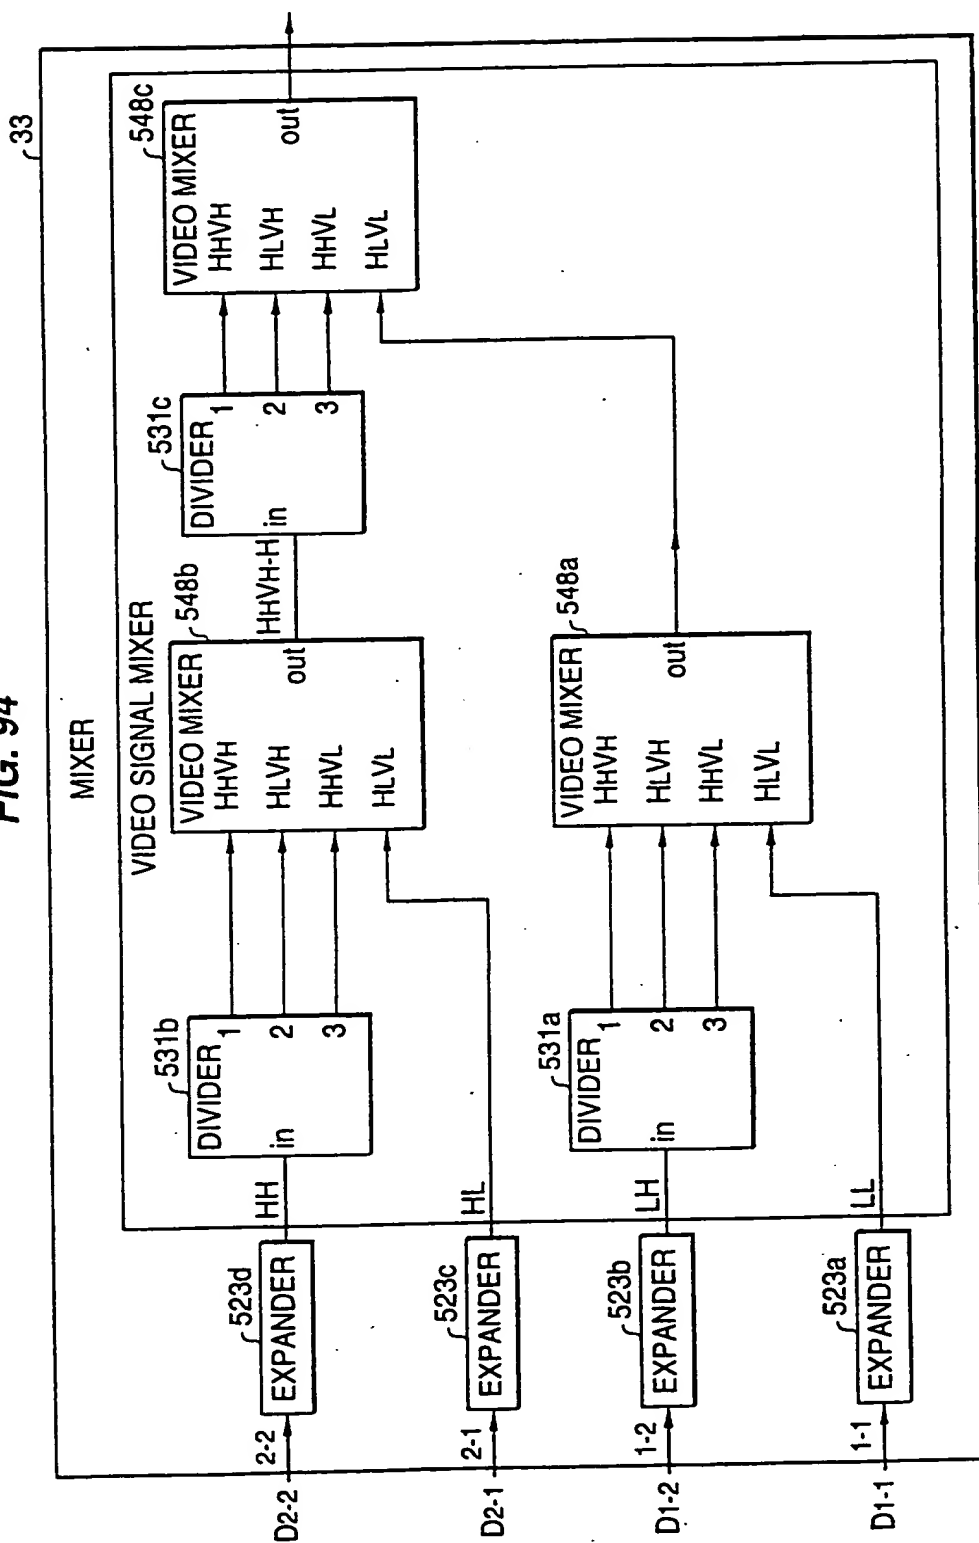 FIG. 94
33
MIXER
VIDEO SIGNAL MIXER
D2-2
2-2
523d
EXPANDER
HH
531b
DIVIDER
in
1
2
3
548b
VIDEO MIXER
HHVH
HLVH
HHVL
HLVL
out
HHVH-H
531c
DIVIDER
in
1
2
3
548c
VIDEO MIXER
HHVH
HLVH
HHVL
HLVL
out
D2-1
2-1
523c
EXPANDER
HL
D1-2
1-2
523b
EXPANDER
LH
531a
DIVIDER
in
1
2
3
548a
VIDEO MIXER
HHVH
HLVH
HHVL
HLVL
out
D1-1
1-1
523a
EXPANDER
LL